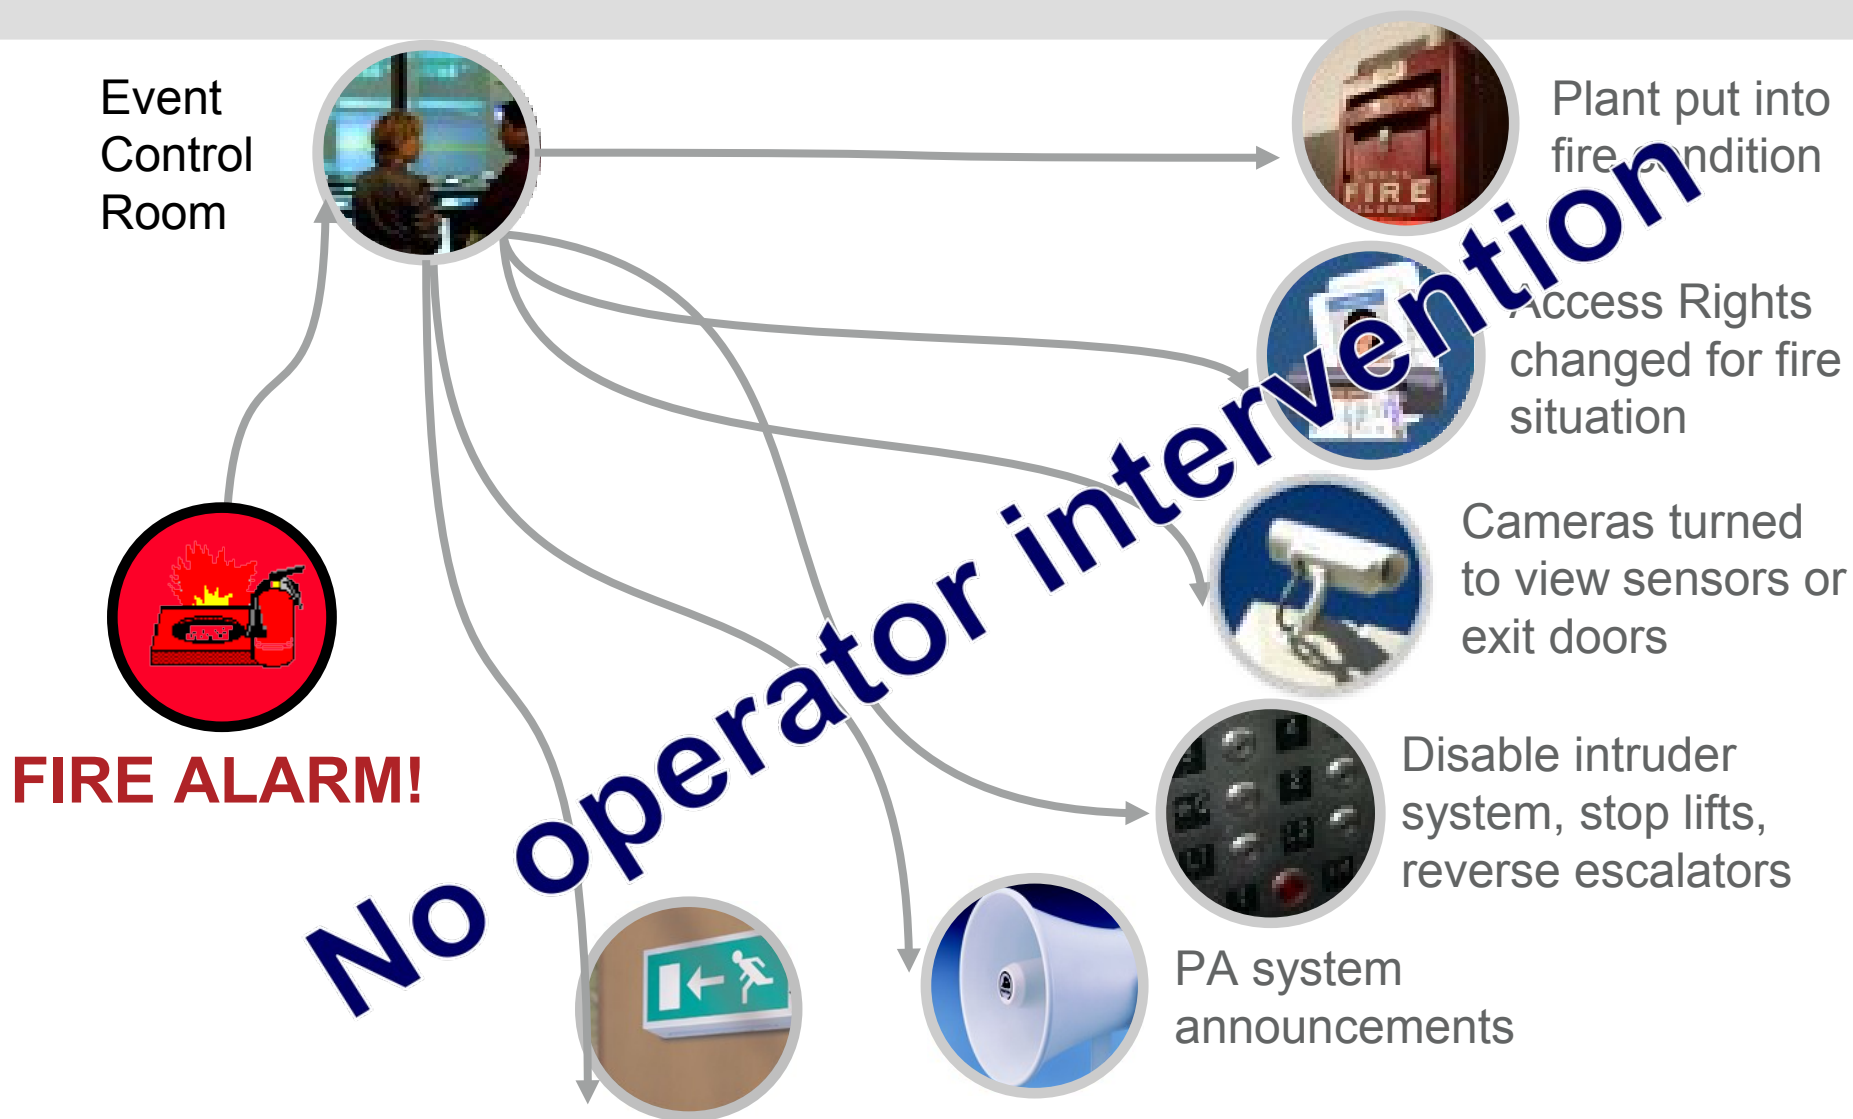 Event
Control
Room
Plant put into
fire condition
FIRE
ALARM
Access Rights
changed for fire
situation
Cameras turned
to view sensors or
exit doors
FIRE ALARM!
Disable intruder
system, stop lifts,
reverse escalators
PA system
announcements
No operator intervention